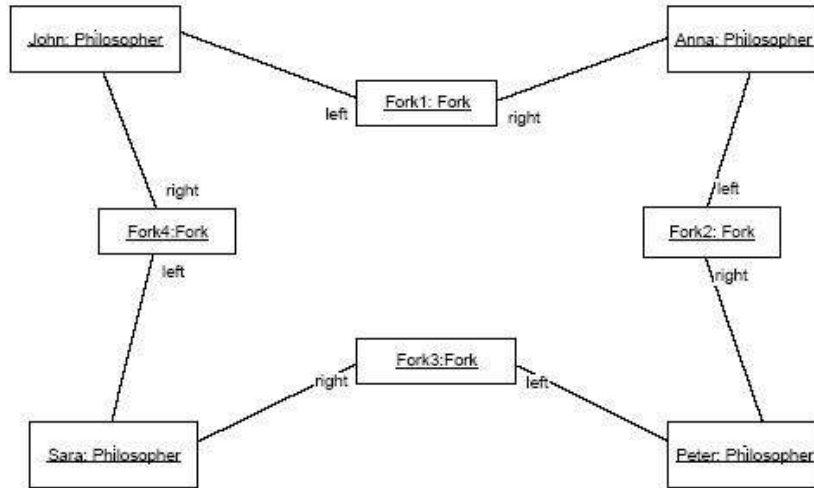 John: Philosopher
Anna: Philosopher
Fork1: Fork
left
right
right
left
Fork4:Fork
Fork2: Fork
left
right
Fork3:Fork
right
left
Sara: Philosopher
Peter: Philosopher